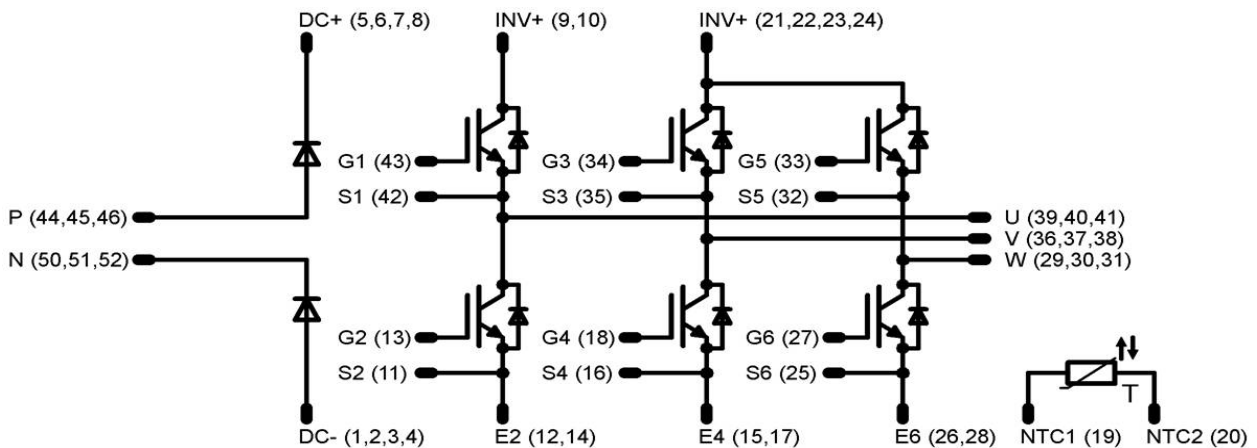 DC+ (5,6,7,8) INV+ (9,10) INV+ (21,22,23,24)
G1 (43) G3 (34) G5 (33)
S1 (42) S3 (35) S5 (32)
P (44,45,46) U (39,40,41)
V (36,37,38)
N (50,51,52) W (29,30,31)
G2 (13) G4 (18) G6 (27)
S2 (11) S4 (16) S6 (25)
T
DC- (1,2,3,4) E2 (12,14) E4 (15,17) E6 (26,28) NTC1 (19) NTC2 (20)